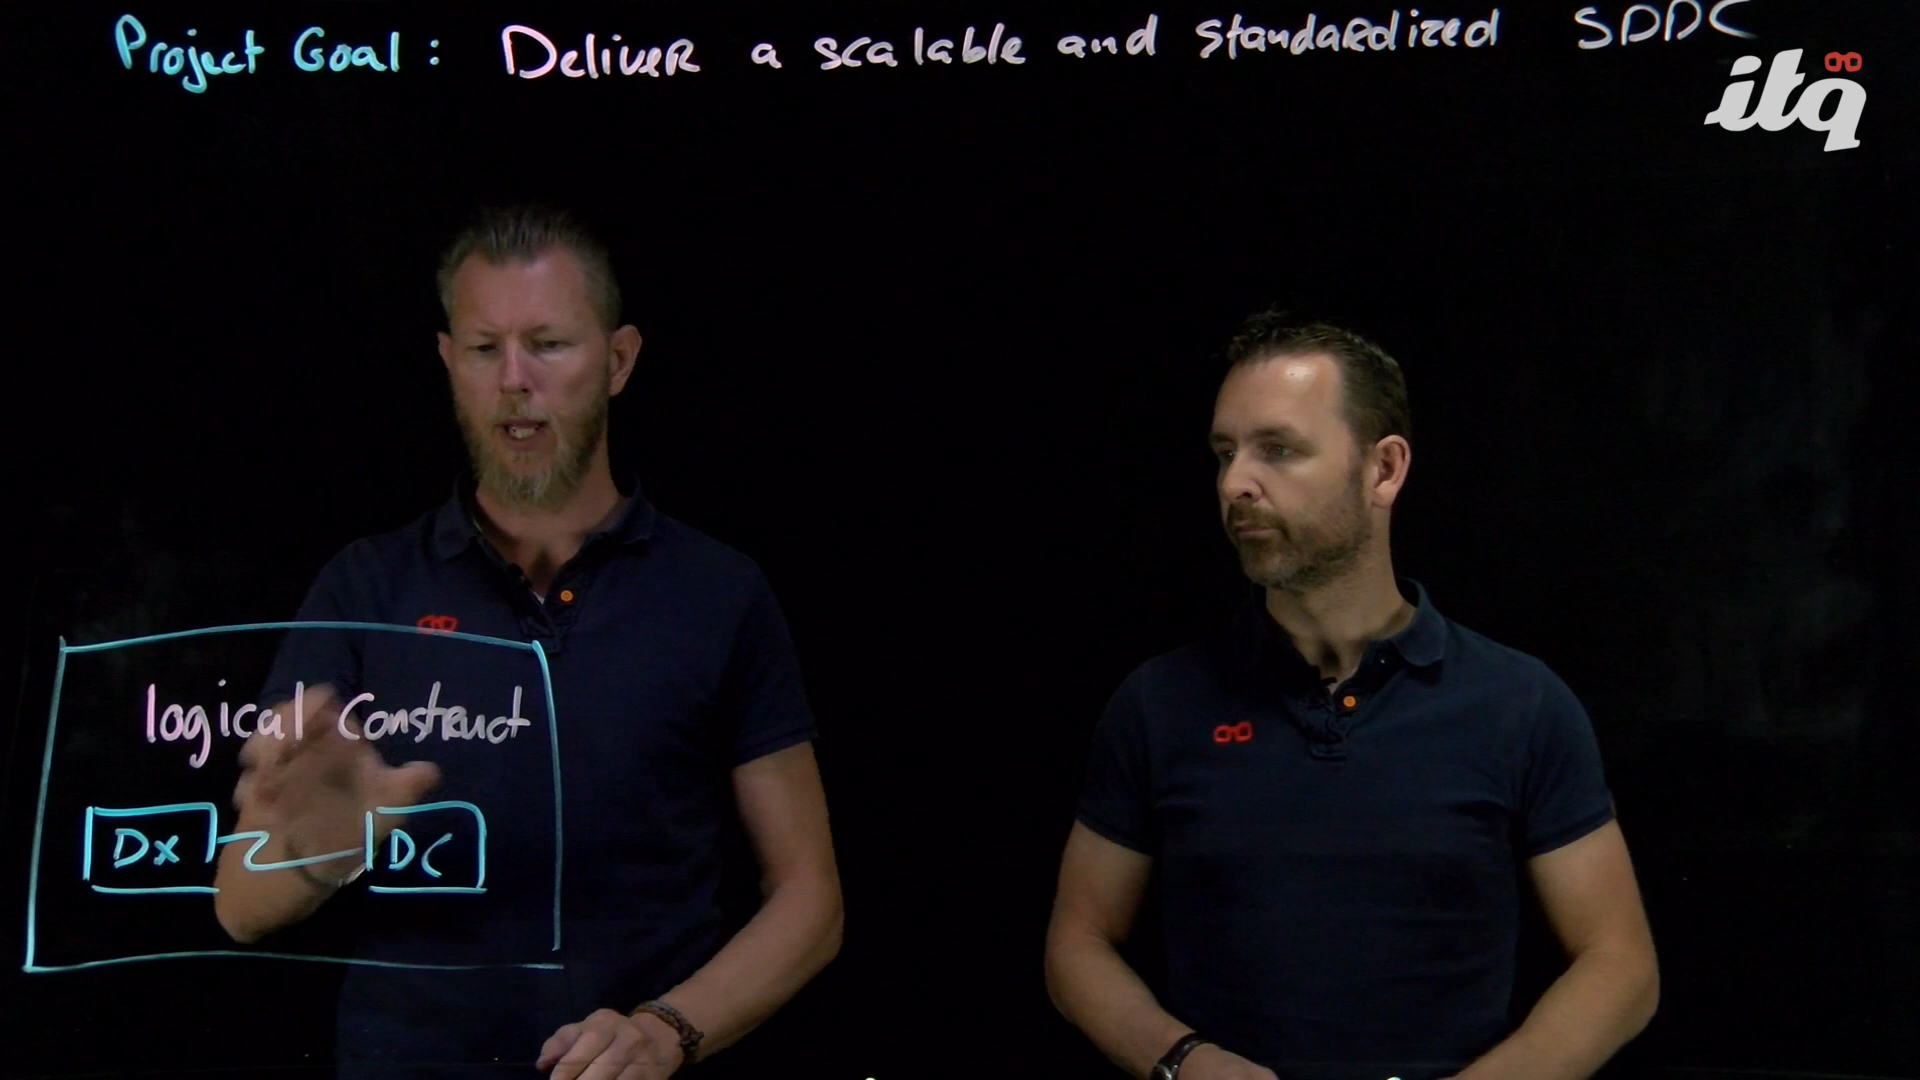 Project Goal: Deliver a scalable and standardized SDDC
itq
logical construct
Dx DC